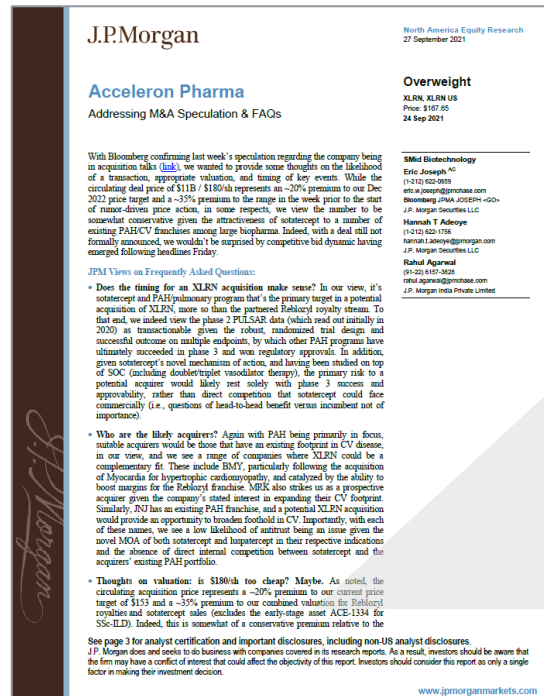 J.P.Morgan
North America Equity Research
27 September 2021
Acceleron Pharma
Addressing M&A Speculation & FAQs
Overweight
XLRN, XLRN US
Price: $167.65
24 Sep 2021
With Bloomberg confirming last week's speculation regarding the company being
in acquisition talks (link), we wanted to provide some thoughts on the likelihood
of a transaction, appropriate valuation, and timing of key events. While the
circulating deal price of $11B / $180/sh represents an ~20% premium to our Dec
2022 price target and a ~35% premium to the range in the week prior to the start
of rumor-driven price action, in some respects, we view the number to be
somewhat conservative given the attractiveness of sotatercept to a number of
existing PAH/CV franchises among large biopharma. Indeed, with a deal still not
formally announced, we wouldn't be surprised by competitive bid dynamic having
emerged following headlines Friday.
JPM Views on Frequently Asked Questions:
• Does the timing for an XLRN acquisition make sense? In our view, it's
sotatercept and PAH/pulmonary program that's the primary target in a potential
acquisition of XLRN, more so than the partnered Reblozyl royalty stream. To
that end, we indeed view the phase 2 PULSAR data (which read out initially in
2020) as transactionable given the robust, randomized trial design and
successful outcome on multiple endpoints, by which other PAH programs have
ultimately succeeded in phase 3 and won regulatory approvals. In addition,
given sotatercept's novel mechanism of action, and having been studied on top
of SOC (including doublet/triplet vasodilator therapy), the primary risk to a
potential acquirer would likely rest solely with phase 3 success and
approvability, rather than direct competition that sotatercept could face
commercially (i.e., questions of head-to-head benefit versus incumbent not of
importance).
• Who are the likely acquirers? Again with PAH being primarily in focus,
suitable acquirers would be those that have an existing footprint in CV disease,
in our view, and we see a range of companies where XLRN could be a
complementary fit. These include BMY, particularly following the acquisition
of Myocardia for hypertrophic cardiomyopathy, and catalyzed by the ability to
boost margins for the Reblozyl franchise. MRK also strikes us as a prospective
acquirer given the company's stated interest in expanding their CV footprint.
Similarly, JNJ has an existing PAH franchise, and a potential XLRN acquisition
would provide an opportunity to broaden foothold in CV. Importantly, with each
of these names, we see a low likelihood of antitrust being an issue given the
novel MOA of both sotatercept and luspatercept in their respective indications
and the absence of direct internal competition between sotatercept and the
acquirers' existing PAH portfolio.
• Thoughts on valuation: is $180/sh too cheap? Maybe. As noted, the
circulating acquisition price represents a ~20% premium to our current price
target of $153 and a ~35% premium to our combined valuation for Reblozyl
royalties and sotatercept sales (excludes the early-stage asset ACE-1334 for
SSc-ILD). Indeed, this is somewhat of a conservative premium relative to the
SMid Biotechnology
Eric Joseph AC
(1-212) 622-0659
eric.w.joseph@jpmchase.com
Bloomberg JPMA JOSEPH <GO>
J.P. Morgan Securities LLC
Hannah T Adeoye
(1-212) 622-1756
hannah.t.adeoye@jpmorgan.com
J.P. Morgan Securities LLC
Rahul Agarwal
(91-22) 6157-3828
rahul.agarwal@jpmchase.com
J.P. Morgan India Private Limited
J.P.Morgan
See page 3 for analyst certification and important disclosures, including non-US analyst disclosures.
J.P. Morgan does and seeks to do business with companies covered in its research reports. As a result, investors should be aware that
the firm may have a conflict of interest that could affect the objectivity of this report. Investors should consider this report as only a single
factor in making their investment decision.
www.jpmorganmarkets.com